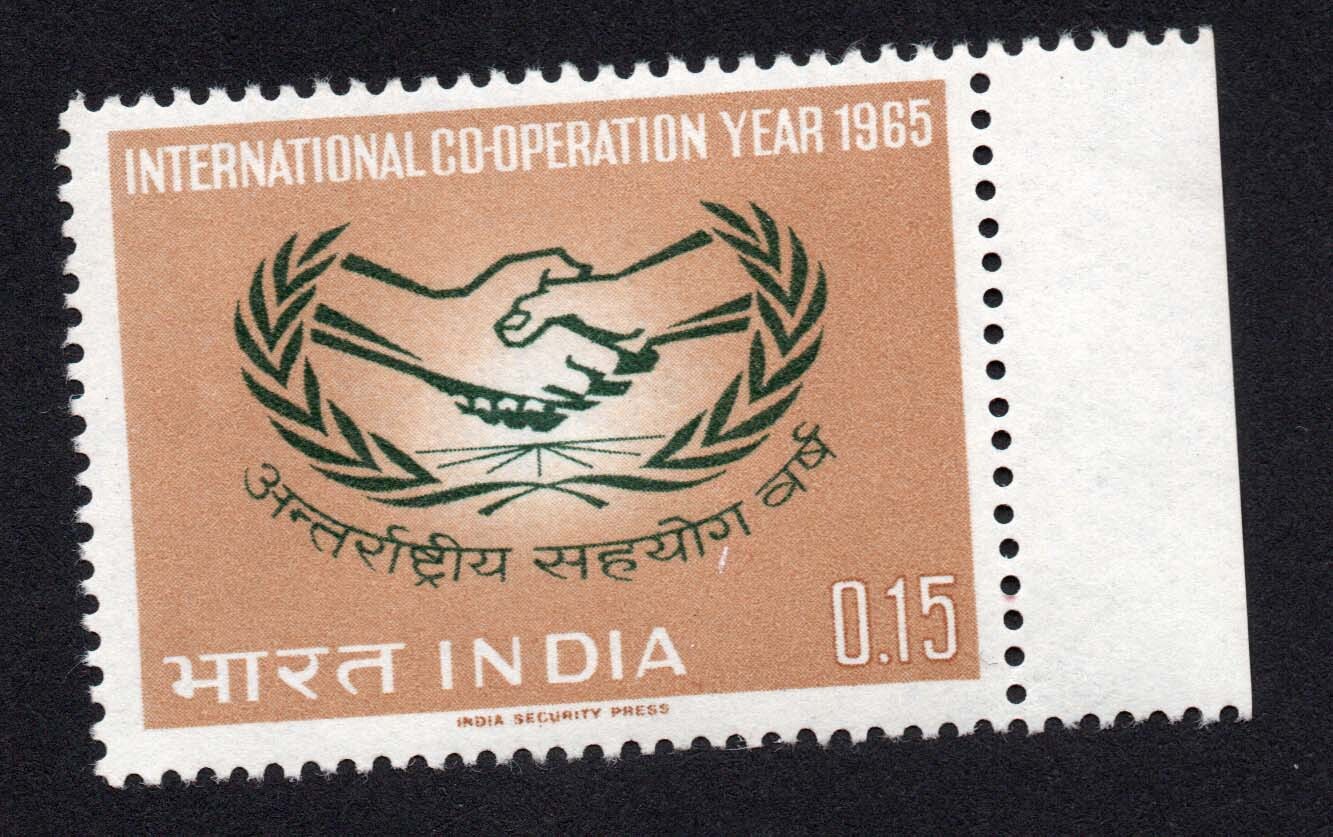 INTERNATIONAL CO-OPERATION YEAR 1965
अन्तर्राष्ट्रीय सहयोग वर्ष
0.15
भारत INDIA
INDIA SECURITY PRESS